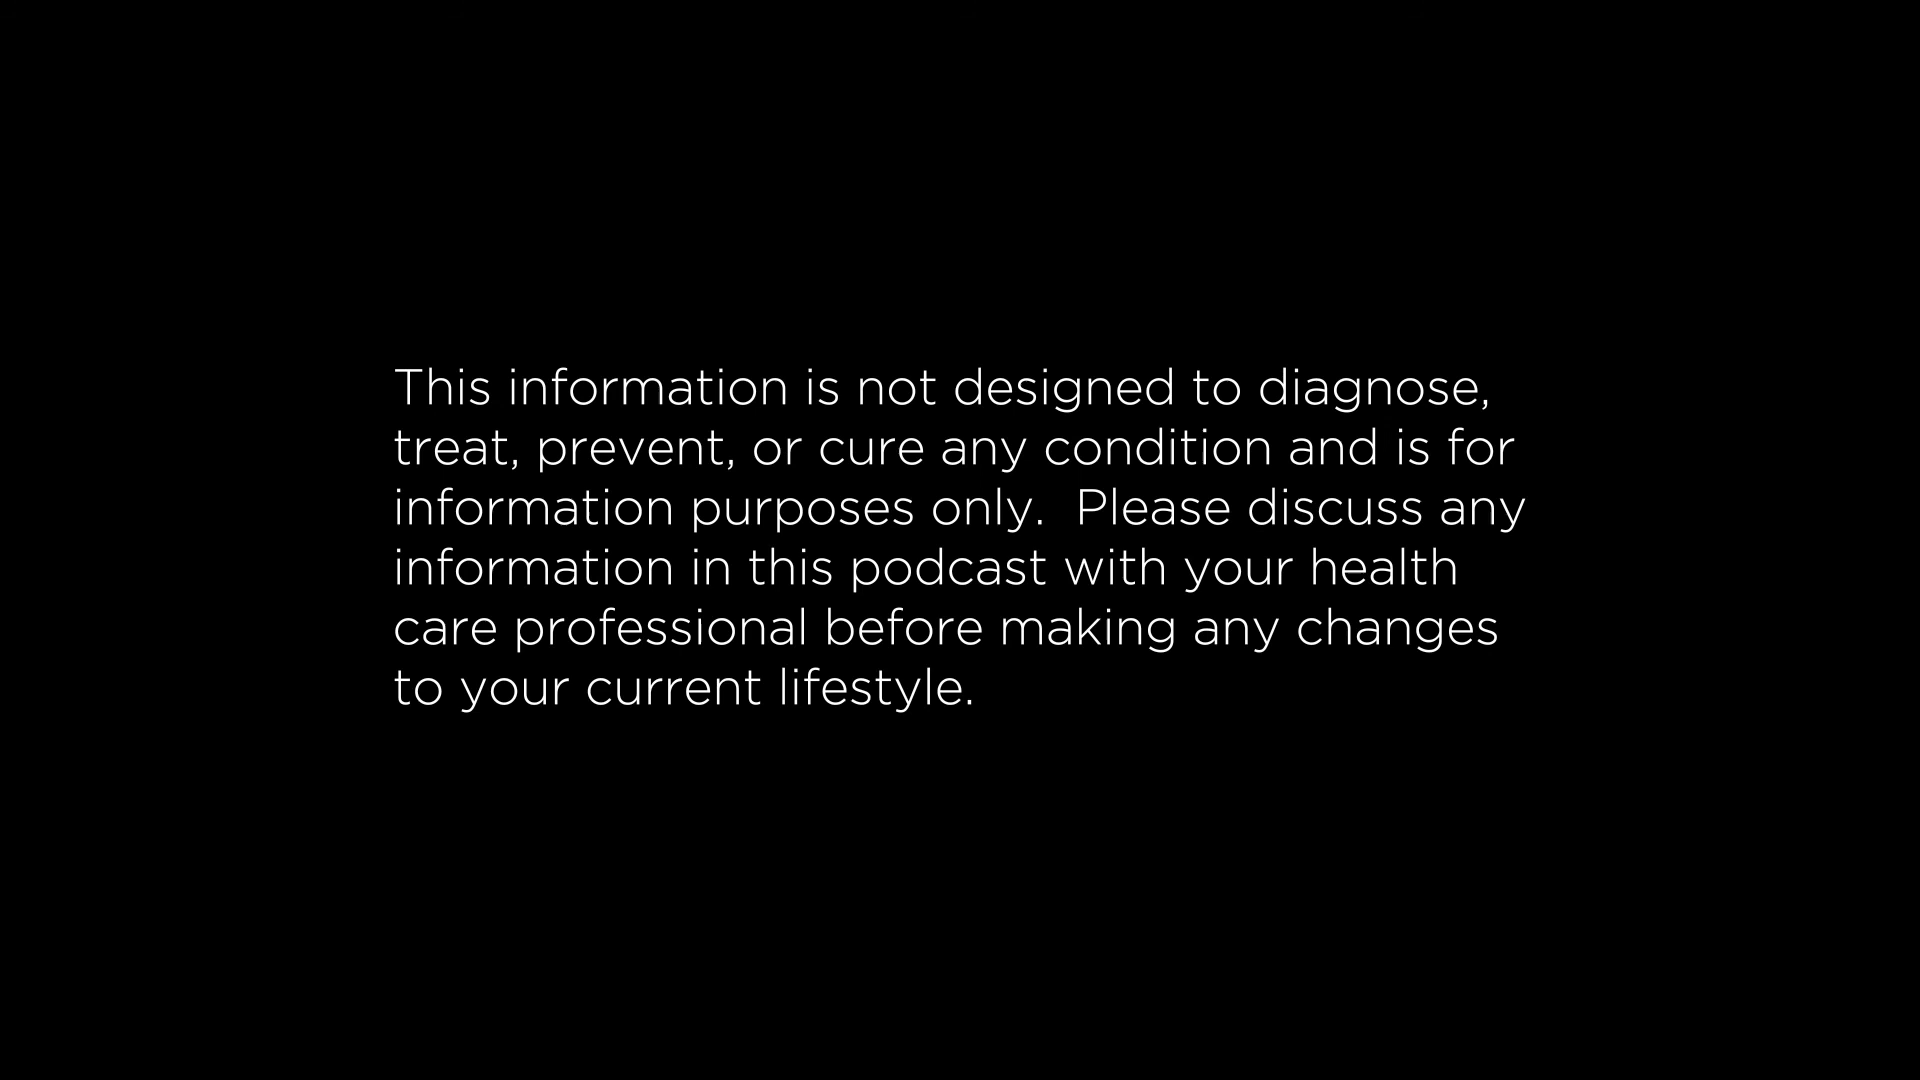 This information is not designed to diagnose,
treat, prevent, or cure any condition and is for
information purposes only.  Please discuss any
information in this podcast with your health
care professional before making any changes
to your current lifestyle.